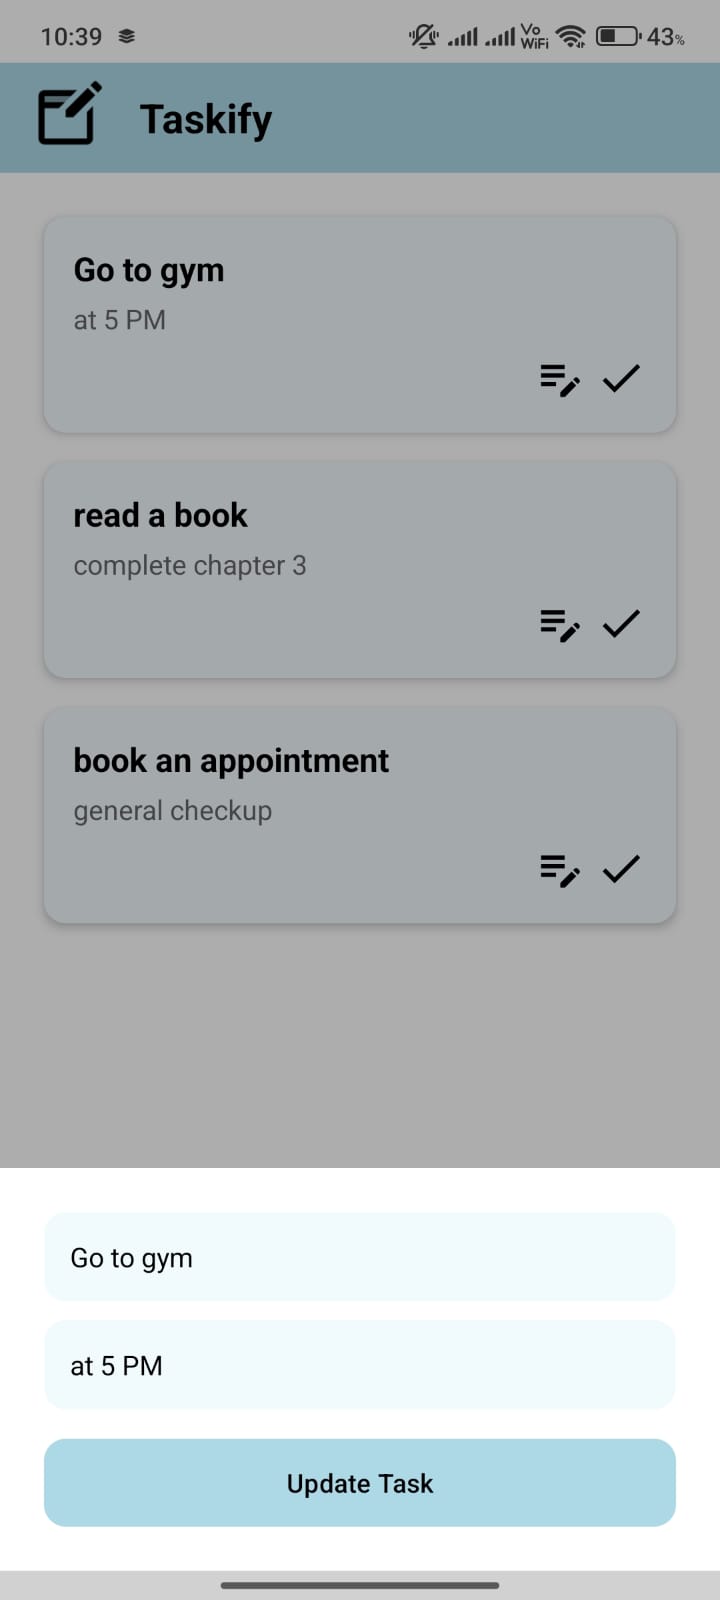 10:39 Vo WiFi 43%
Taskify
Go to gym
at 5 PM
read a book
complete chapter 3
book an appointment
general checkup
Go to gym
at 5 PM
Update Task